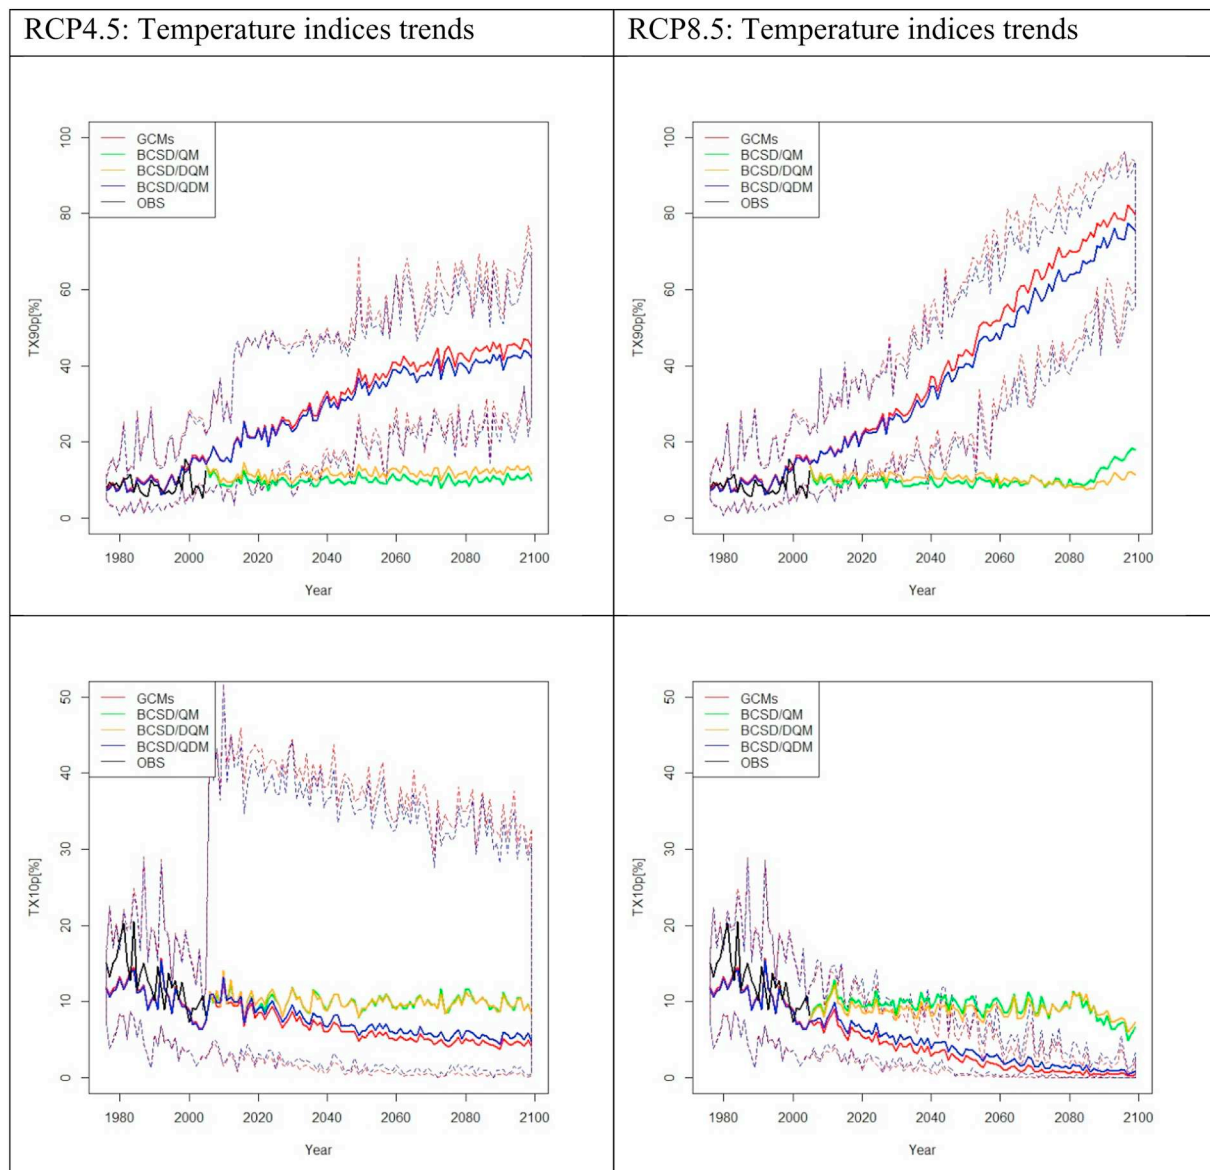 RCP4.5: Temperature indices trends
RCP8.5: Temperature indices trends
GCMs
BCSD/QM
BCSD/DQM
BCSD/QDM
OBS
TX90p[%]
100
80
60
40
20
0
1980 2000 2020 2040 2060 2080 2100
Year
GCMs
BCSD/QM
BCSD/DQM
BCSD/QDM
OBS
TX90p[%]
100
80
60
40
20
0
1980 2000 2020 2040 2060 2080 2100
Year
GCMs
BCSD/QM
BCSD/DQM
BCSD/QDM
OBS
TX10p[%]
50
40
30
20
10
0
1980 2000 2020 2040 2060 2080 2100
Year
GCMs
BCSD/QM
BCSD/DQM
BCSD/QDM
OBS
TX10p[%]
50
40
30
20
10
0
1980 2000 2020 2040 2060 2080 2100
Year